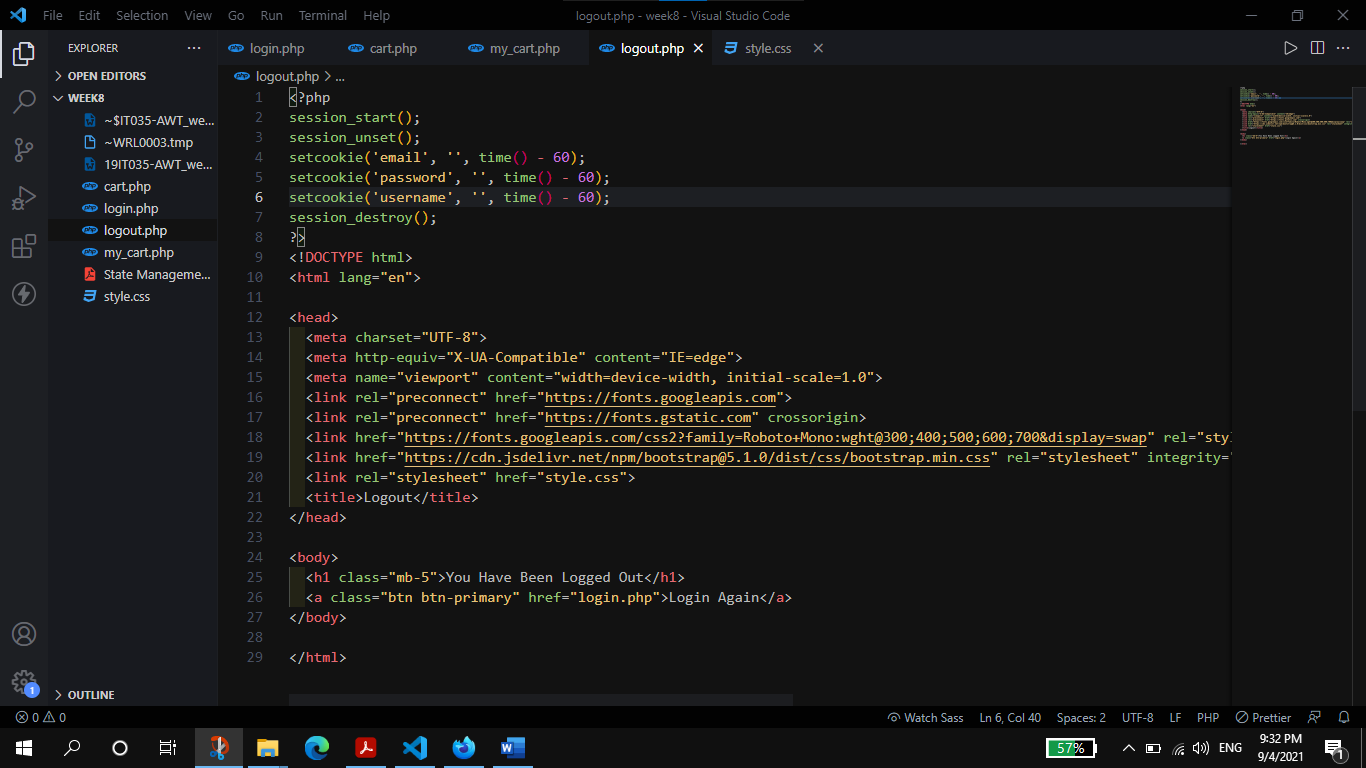 File Edit Selection View Go Run Terminal Help logout.php - week8 - Visual Studio Code
EXPLORER
OPEN EDITORS
WEEK8
~$IT035-AWT_we...
~WRL0003.tmp
19IT035-AWT_we...
cart.php
login.php
logout.php
my_cart.php
State Manageme...
style.css
OUTLINE
login.php cart.php my_cart.php logout.php style.css
logout.php > ...
1 <?php
2 session_start();
3 session_unset();
4 setcookie('email', '', time() - 60);
5 setcookie('password', '', time() - 60);
6 setcookie('username', '', time() - 60);
7 session_destroy();
8 ?>
9 <!DOCTYPE html>
10 <html lang="en">
11
12 <head>
13 <meta charset="UTF-8">
14 <meta http-equiv="X-UA-Compatible" content="IE=edge">
15 <meta name="viewport" content="width=device-width, initial-scale=1.0">
16 <link rel="preconnect" href="https://fonts.googleapis.com">
17 <link rel="preconnect" href="https://fonts.gstatic.com" crossorigin>
18 <link href="https://fonts.googleapis.com/css2?family=Roboto+Mono:wght@300;400;500;600;700&display=swap" rel="sty
19 <link href="https://cdn.jsdelivr.net/npm/bootstrap@5.1.0/dist/css/bootstrap.min.css" rel="stylesheet" integrity="
20 <link rel="stylesheet" href="style.css">
21 <title>Logout</title>
22 </head>
23
24 <body>
25 <h1 class="mb-5">You Have Been Logged Out</h1>
26 <a class="btn btn-primary" href="login.php">Login Again</a>
27 </body>
28
29 </html>
1
0 0 Watch Sass Ln 6, Col 40 Spaces: 2 UTF-8 LF PHP Prettier
57% ENG 9:32 PM
9/4/2021 1